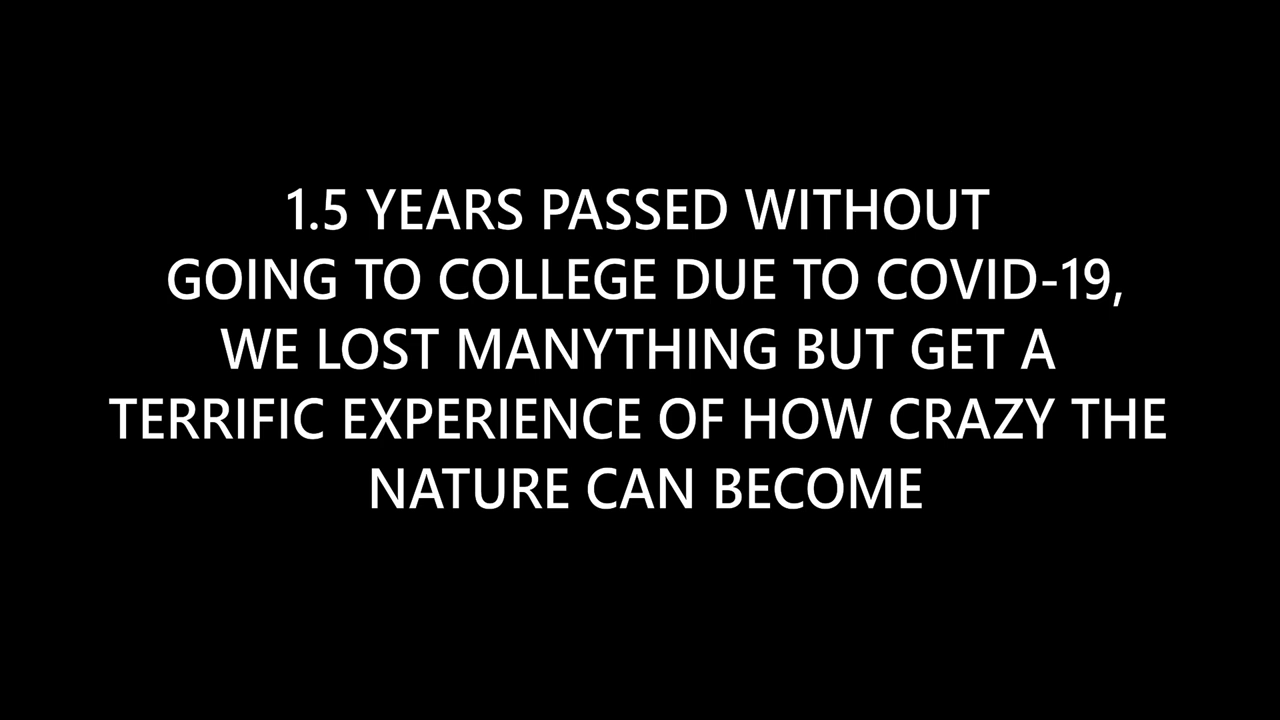 1.5 YEARS PASSED WITHOUT
GOING TO COLLEGE DUE TO COVID-19,
WE LOST MANYTHING BUT GET A
TERRIFIC EXPERIENCE OF HOW CRAZY THE
NATURE CAN BECOME